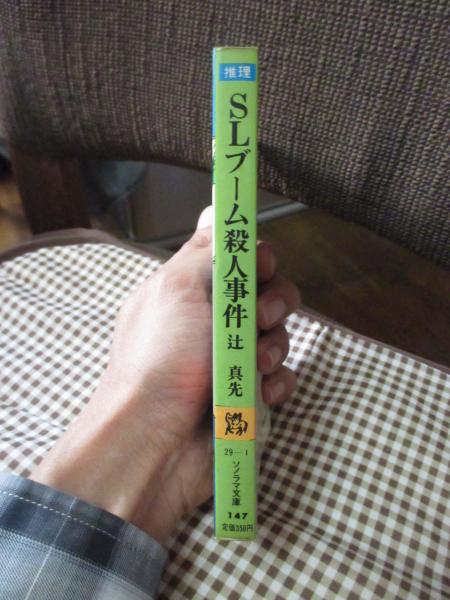 推理
SLブーム殺人事件
辻 真先
29―1
ソノラマ文庫
147
定価350円